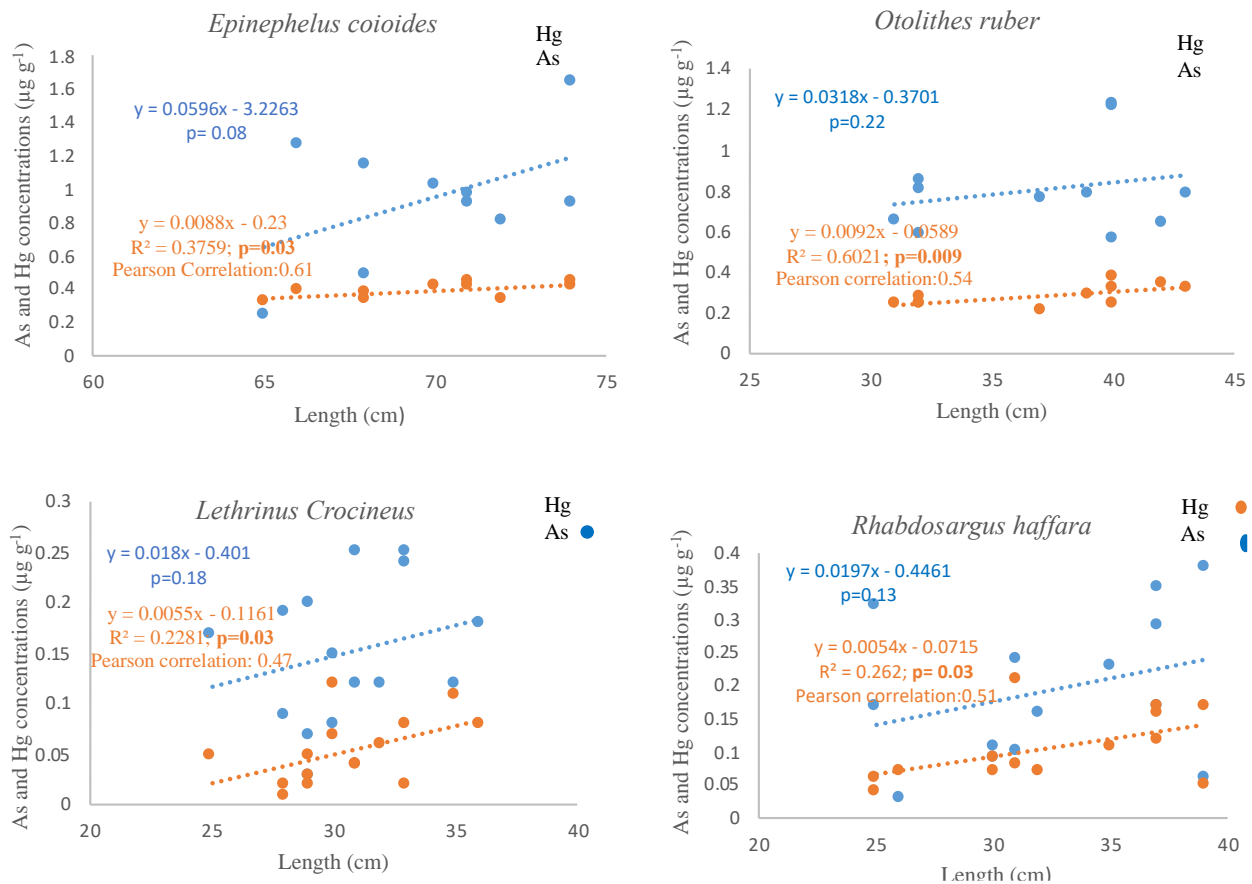 Epinephelus coioides
Hg
As
As and Hg concentrations (µg g⁻¹)
1.8
1.6
1.4
1.2
1
0.8
0.6
0.4
0.2
0
y = 0.0596x - 3.2263
p= 0.08
y = 0.0088x - 0.23
R² = 0.3759; p=0.03
Pearson Correlation:0.61
60
65
70
75
Length (cm)
Otolithes ruber
Hg
As
As and Hg concentrations (µg g⁻¹)
1.4
1.2
1
0.8
0.6
0.4
0.2
0
y = 0.0318x - 0.3701
p=0.22
y = 0.0092x - 0.0589
R² = 0.6021; p=0.009
Pearson correlation: 0.54
25
30
35
40
45
Length (cm)
Lethrinus Crocineus
Hg
As
As and Hg concentrations (µg g⁻¹)
0.3
0.25
0.2
0.15
0.1
0.05
0
y = 0.018x - 0.401
p=0.18
y = 0.0055x - 0.1161
R² = 0.2281; p=0.03
Pearson correlation: 0.47
20
25
30
35
40
Length (cm)
Rhabdosargus haffara
Hg
As
As and Hg concentrations (µg g⁻¹)
0.4
0.35
0.3
0.25
0.2
0.15
0.1
0.05
0
y = 0.0197x - 0.4461
p=0.13
y = 0.0054x - 0.0715
R² = 0.262; p= 0.03
Pearson correlation:0.51
20
25
30
35
40
Length (cm)